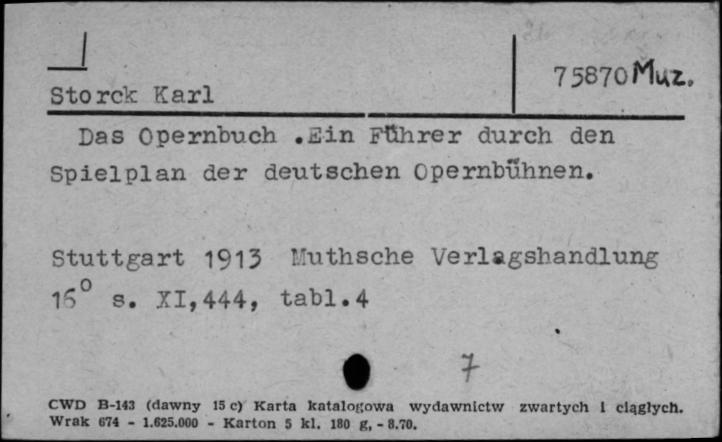 75870 Muz.
Storck Karl
Das Opernbuch .Ein Führer durch den
Spielplan der deutschen Opernbühnen.
Stuttgart 1913 Muthsche Verlagshandlung
16° s. XI,444, tabl.4
7
CWD B-143 (dawny 15 c) Karta katalogowa wydawnictw zwartych i ciągłych.
Wrak 674 - 1.625.000 - Karton 5 kl. 180 g, - 8.70.